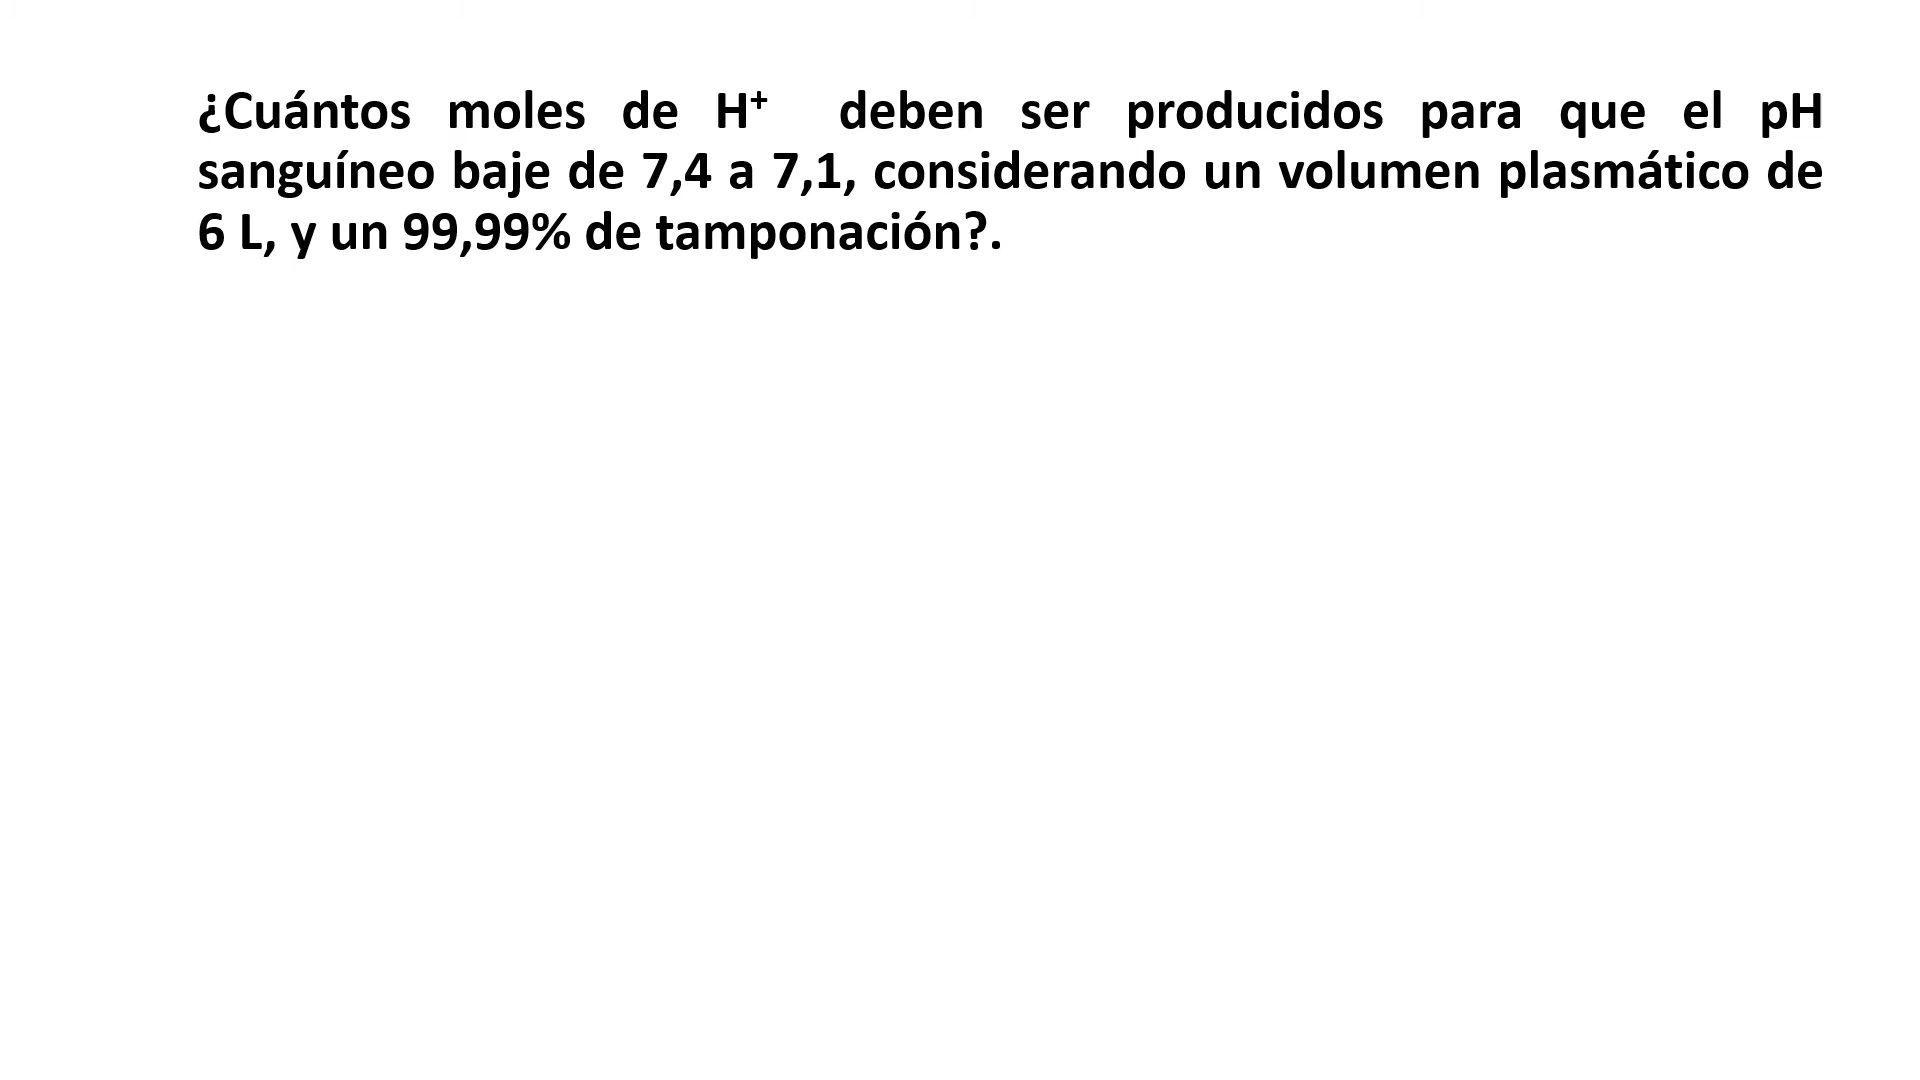 ¿Cuántos moles de H⁺ deben ser producidos para que el pH
sanguíneo baje de 7,4 a 7,1, considerando un volumen plasmático de
6 L, y un 99,99% de tamponación?.